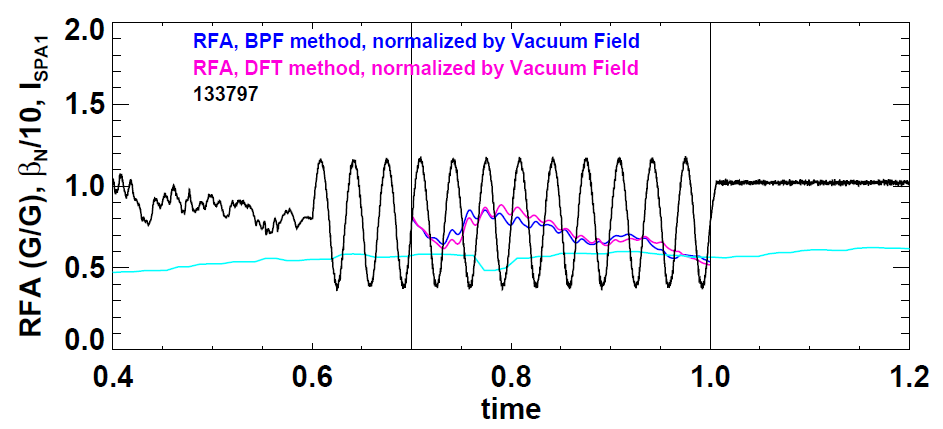 RFA (G/G), β_N/10, I_SPA1
2.0
1.5
1.0
0.5
0.0
RFA, BPF method, normalized by Vacuum Field
RFA, DFT method, normalized by Vacuum Field
133797
0.4 0.6 0.8 1.0 1.2
time